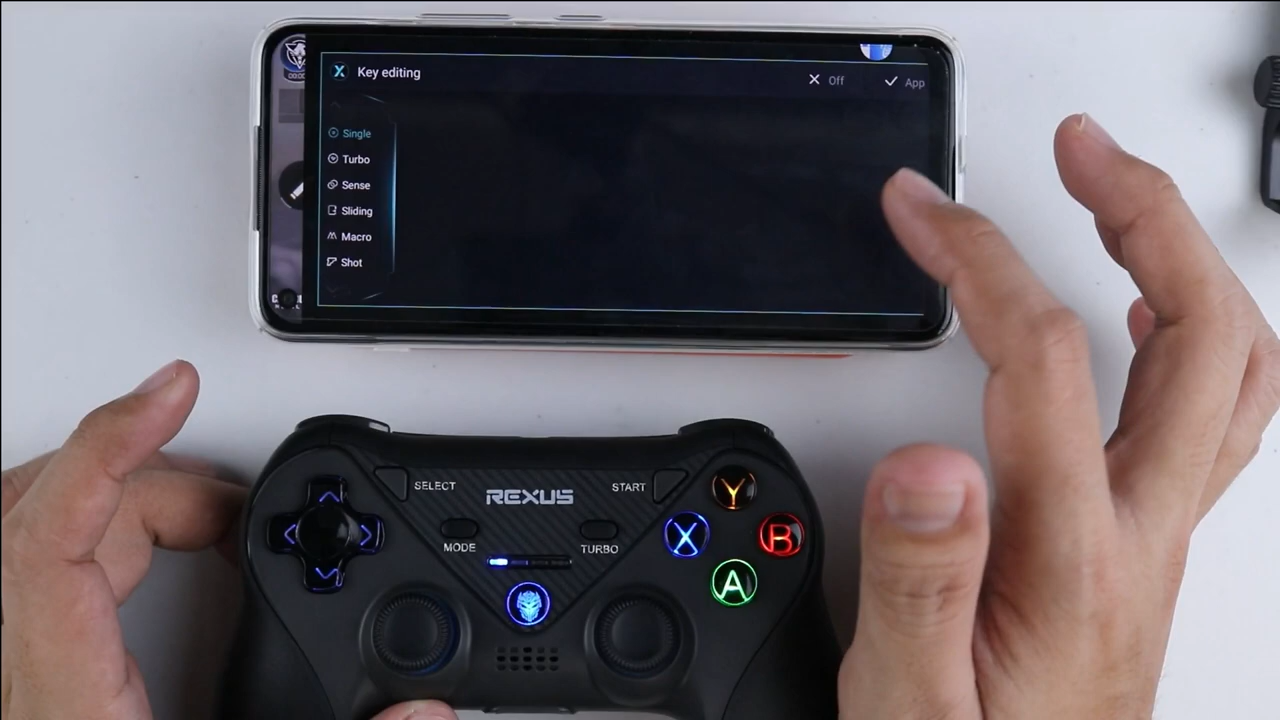 Key editing
Off
App
Single
Turbo
Sense
Sliding
Macro
Shot
SELECT
REXUS
START
MODE
TURBO
Y
X
B
A